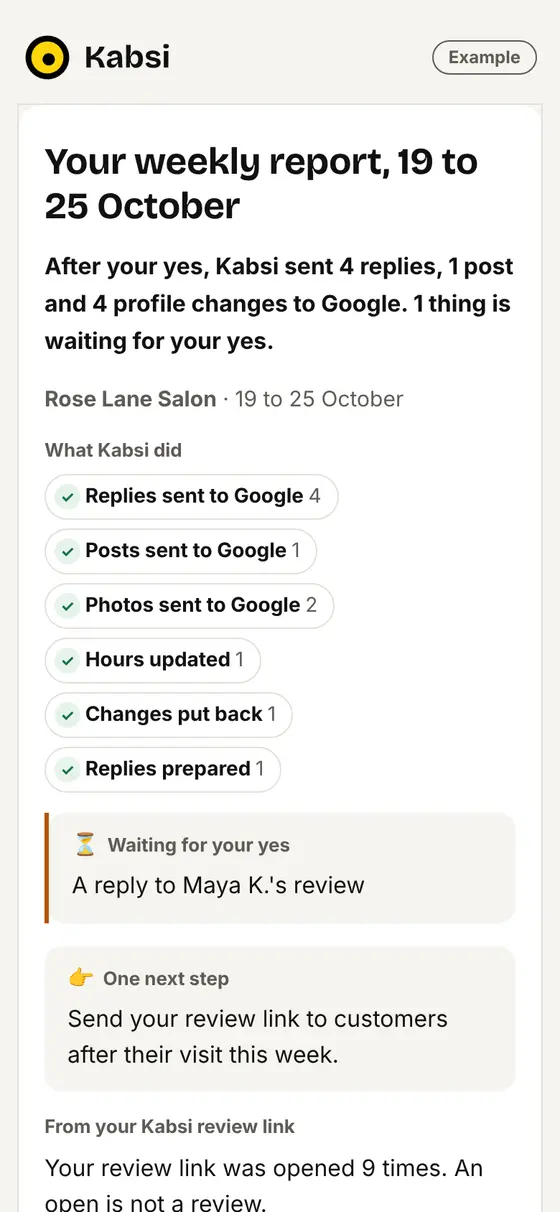 Kabsi
Example
Your weekly report, 19 to
25 October
After your yes, Kabsi sent 4 replies, 1 post
and 4 profile changes to Google. 1 thing is
waiting for your yes.
Rose Lane Salon · 19 to 25 October
What Kabsi did
Replies sent to Google 4
Posts sent to Google 1
Photos sent to Google 2
Hours updated 1
Changes put back 1
Replies prepared 1
⏳ Waiting for your yes
A reply to Maya K.'s review
👉 One next step
Send your review link to customers
after their visit this week.
From your Kabsi review link
Your review link was opened 9 times. An
open is not a review.